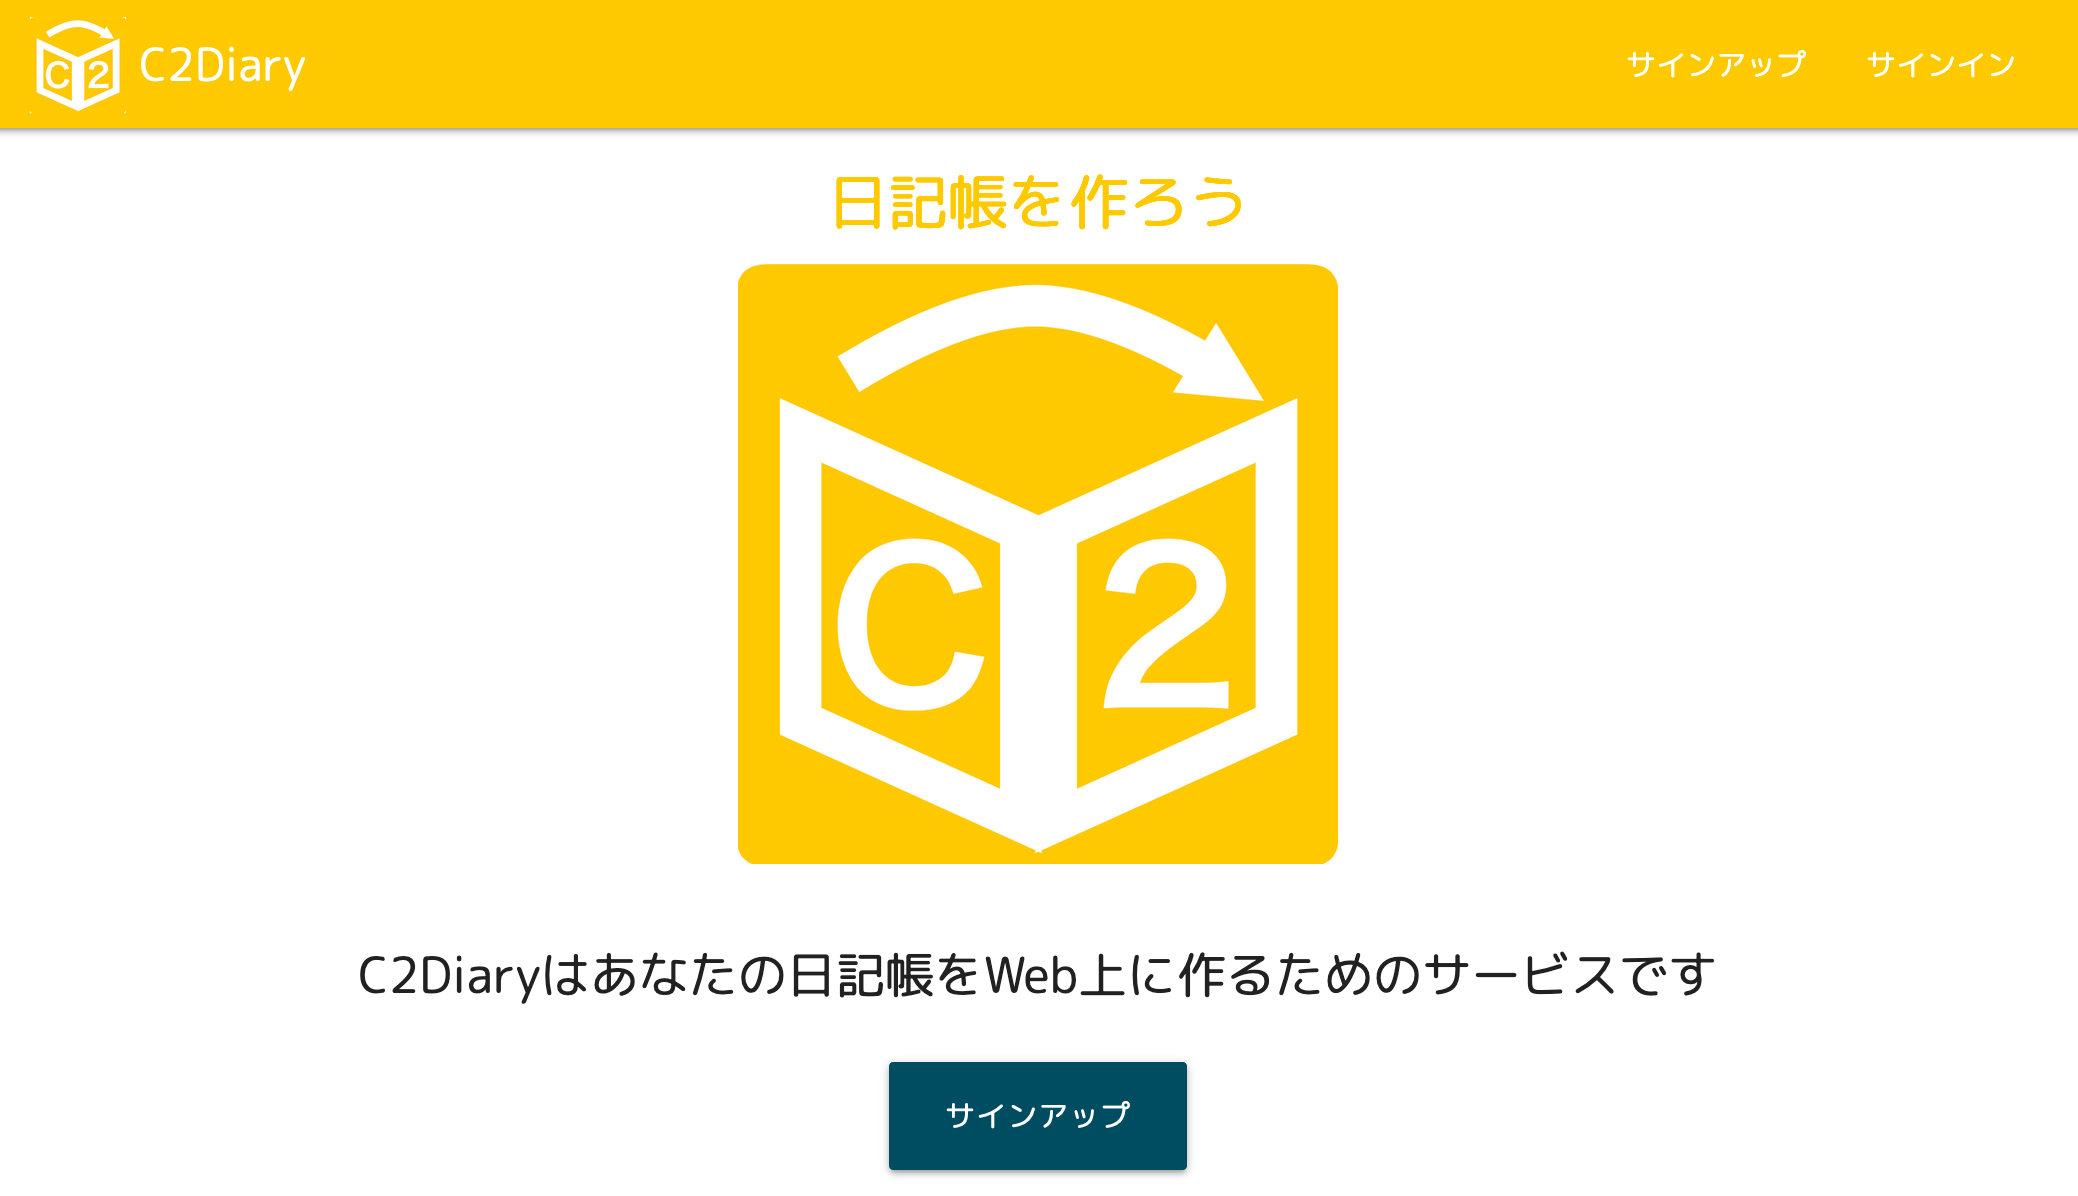 C2
C2Diary
サインアップ
サインイン
日記帳を作ろう
C 2
C2Diaryはあなたの日記帳をWeb上に作るためのサービスです
サインアップ